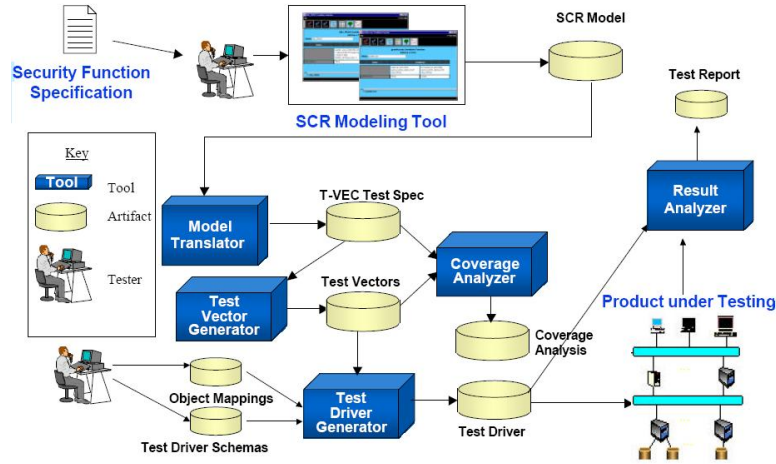 SCR Model
Security Function
Specification
Test Report
SCR Modeling Tool
Key
Tool
Tool
Artifact
Tester
T-VEC Test Spec
Model
Translator
Result
Analyzer
Coverage
Analyzer
Test Vectors
Test
Vector
Generator
Product under Testing
Coverage
Analysis
Object Mappings
Test
Driver
Generator
Test Driver
Test Driver Schemas